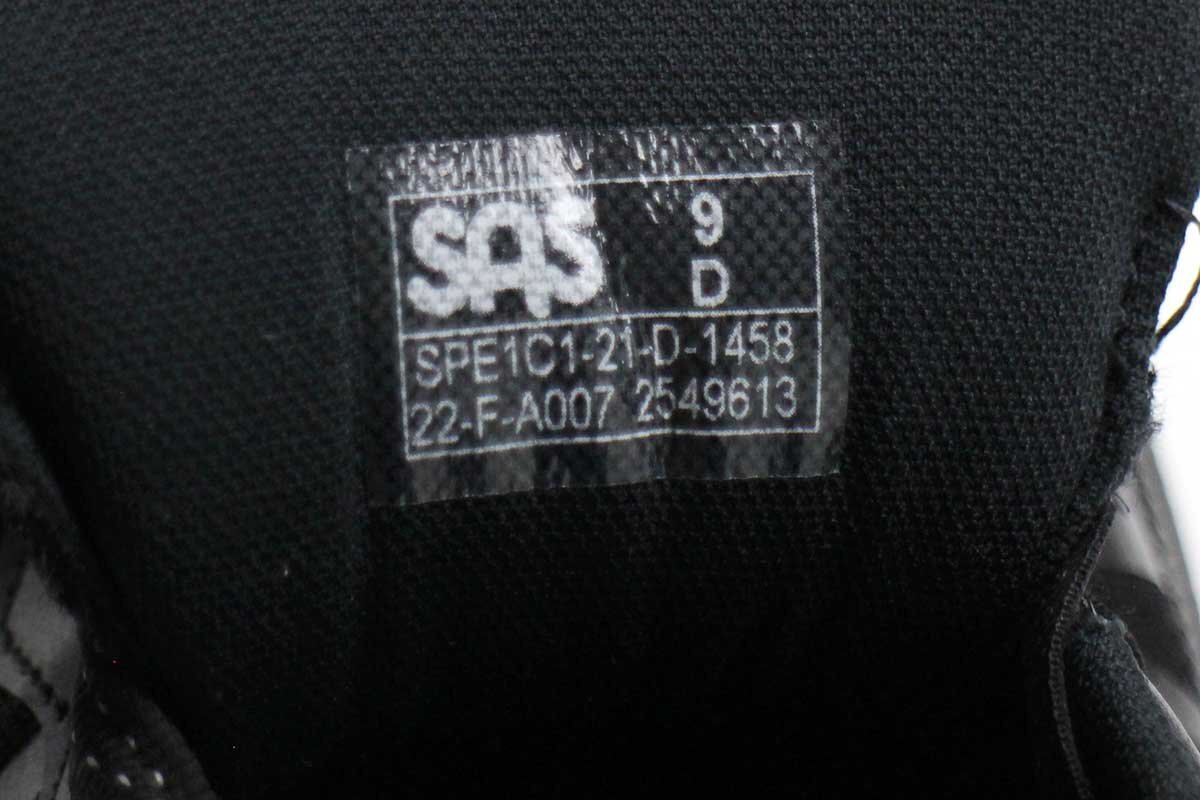 SAS
9
D
SPE1C1-21-D-1458
22-F-A007 2549613